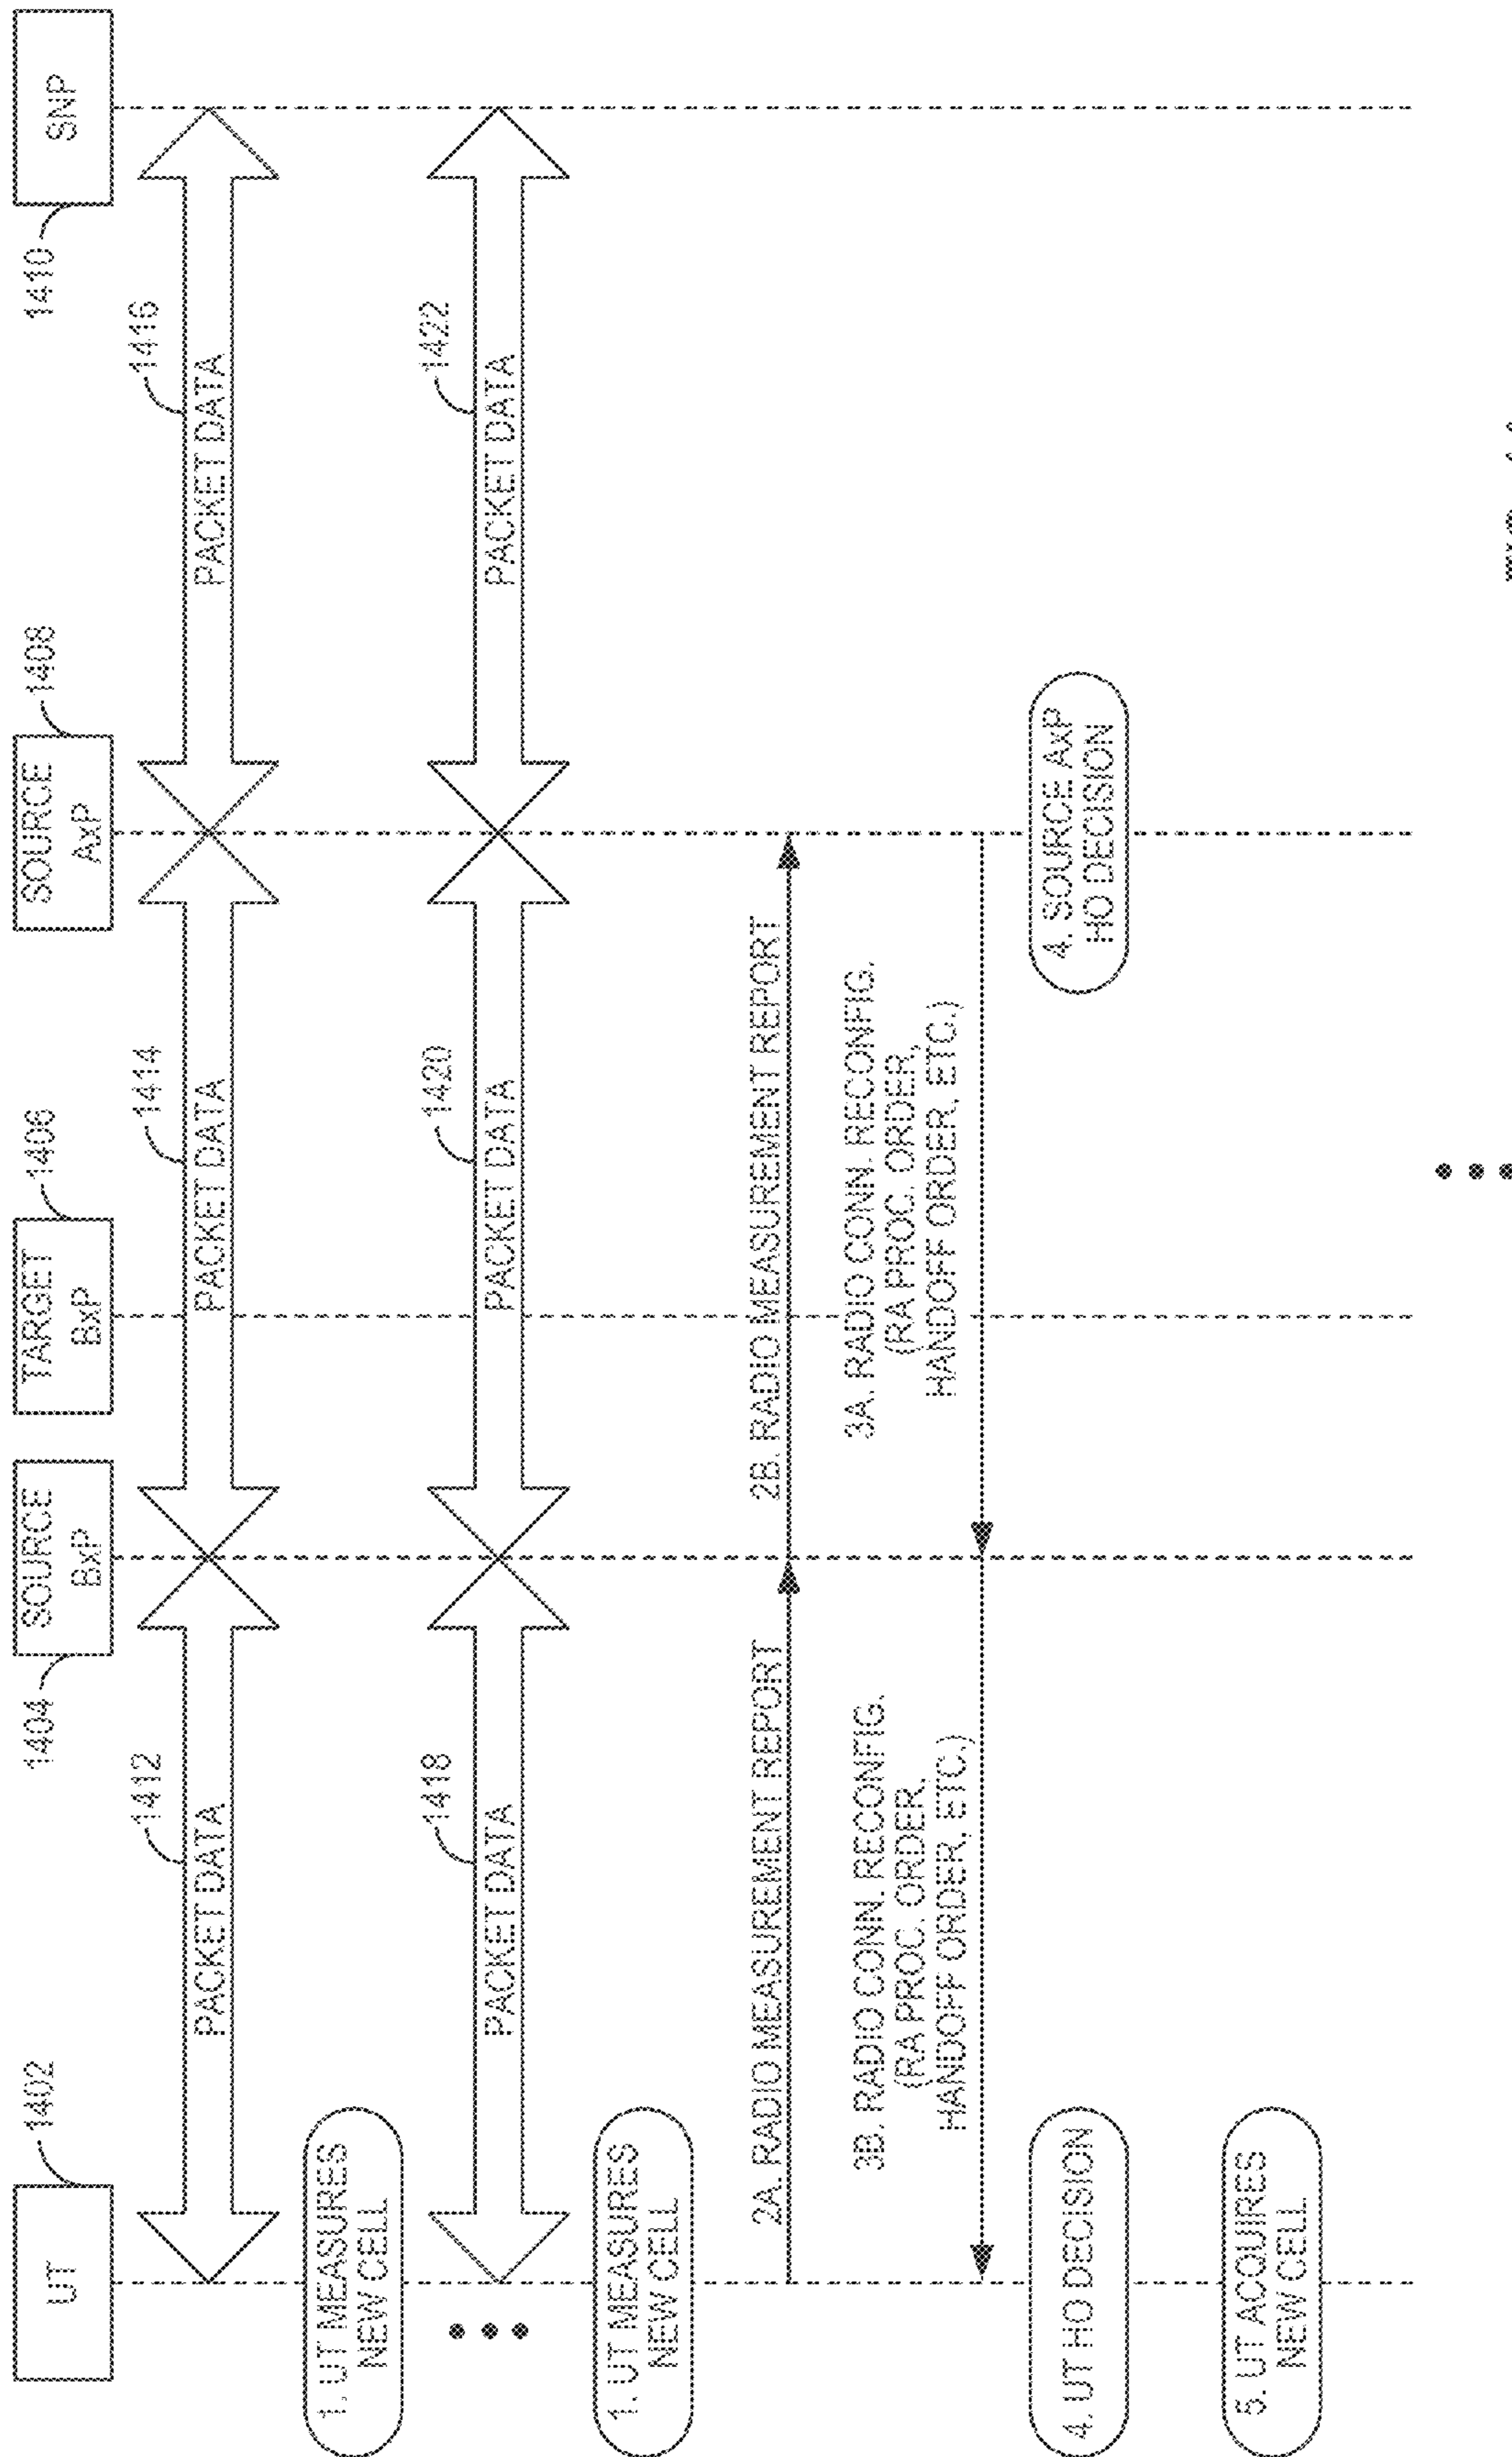 UT
1402
SOURCE
BxP
1404
TARGET
BxP
1406
SOURCE
AxP
1408
SNP
1410
1412
PACKET DATA
1414
PACKET DATA
1416
PACKET DATA
1. UT MEASURES
NEW CELL
1418
PACKET DATA
1420
PACKET DATA
1422
PACKET DATA
1. UT MEASURES
NEW CELL
2A. RADIO MEASUREMENT REPORT
2B. RADIO MEASUREMENT REPORT
3A. RADIO CONN. RECONFIG.
(RA PROC. ORDER,
HANDOFF ORDER, ETC.)
3B. RADIO CONN. RECONFIG.
(RA PROC. ORDER,
HANDOFF ORDER, ETC.)
4. UT HO DECISION
4. SOURCE AxP
HO DECISION
5. UT ACQUIRES
NEW CELL